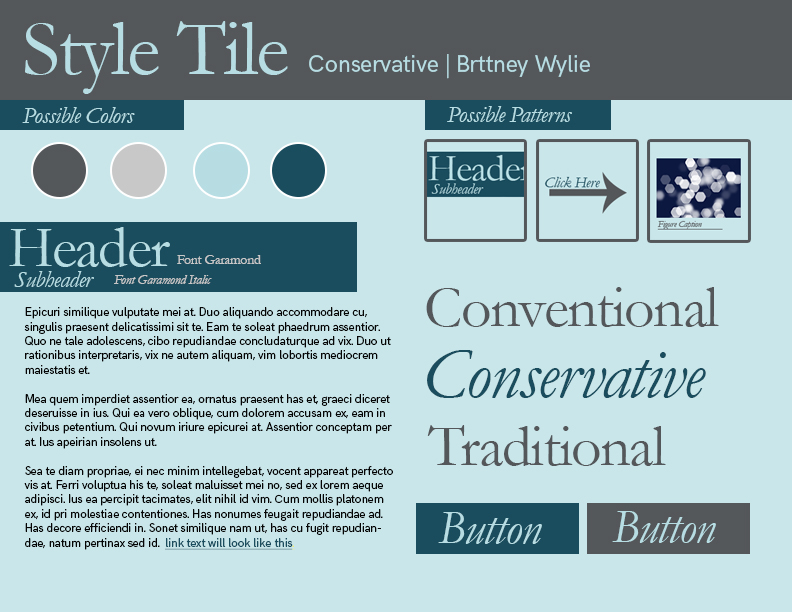 Style Tile Conservative | Brttney Wylie
Possible Colors
Header Font Garamond
Subheader Font Garamond Italic
Epicuri similique vulputate mei at. Duo aliquando accommodare cu,
singulis praesent delicatissimi sit te. Eam te soleat phaedrum assentior.
Quo ne tale adolescens, cibo repudiandae concludaturque ad vix. Duo ut
rationibus interpretaris, vix ne autem aliquam, vim lobortis mediocrem
maiestatis et.
Mea quem imperdiet assentior ea, ornatus praesent has et, graeci diceret
deseruisse in ius. Qui ea vero oblique, cum dolorem accusam ex, eam in
civibus petentium. Qui novum iriure epicurei at. Assentior conceptam per
at. Ius apeirian insolens ut.
Sea te diam propriae, ei nec minim intellegebat, vocent appareat perfecto
vis at. Ferri voluptua his te, soleat maluisset mei no, sed ex lorem aeque
adipisci. Ius ea percipit tacimates, elit nihil id vim. Cum mollis platonem
ex, id pri molestiae contentiones. Has nonumes feugait repudiandae ad.
Has decore efficiendi in. Sonet similique nam ut, has cu fugit repudian-
dae, natum pertinax sed id. link text will look like this
Possible Patterns
Header
Subheader
Click Here
Figure Caption
Conventional
Conservative
Traditional
Button
Button